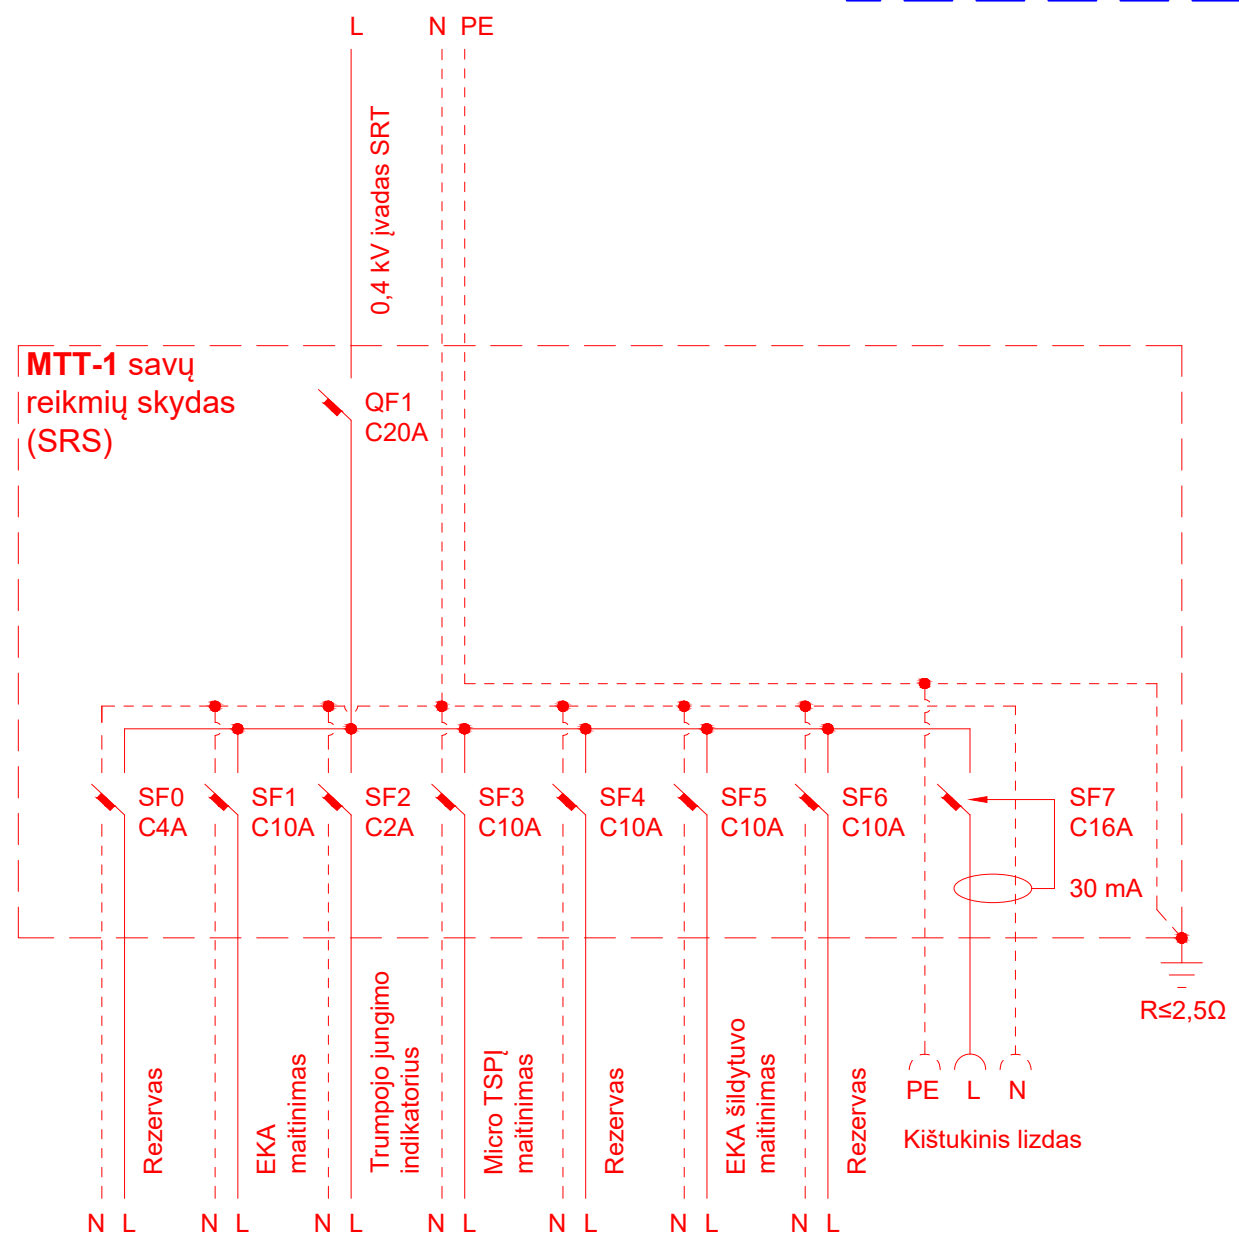 L
N PE
0,4 kV įvadas SRT
MTT-1 savų
reikmių skydas
(SRS)
QF1
C20A
SF0
C4A
SF1
C10A
SF2
C2A
SF3
C10A
SF4
C10A
SF5
C10A
SF6
C10A
SF7
C16A
30 mA
R≤2,5Ω
Rezervas
EKA
maitinimas
Trumpojo jungimo
indikatorius
Micro TSPĮ
maitinimas
Rezervas
EKA šildytuvo
maitinimas
Rezervas
PE L N
Kištukinis lizdas
N L N L N L N L N L N L N L